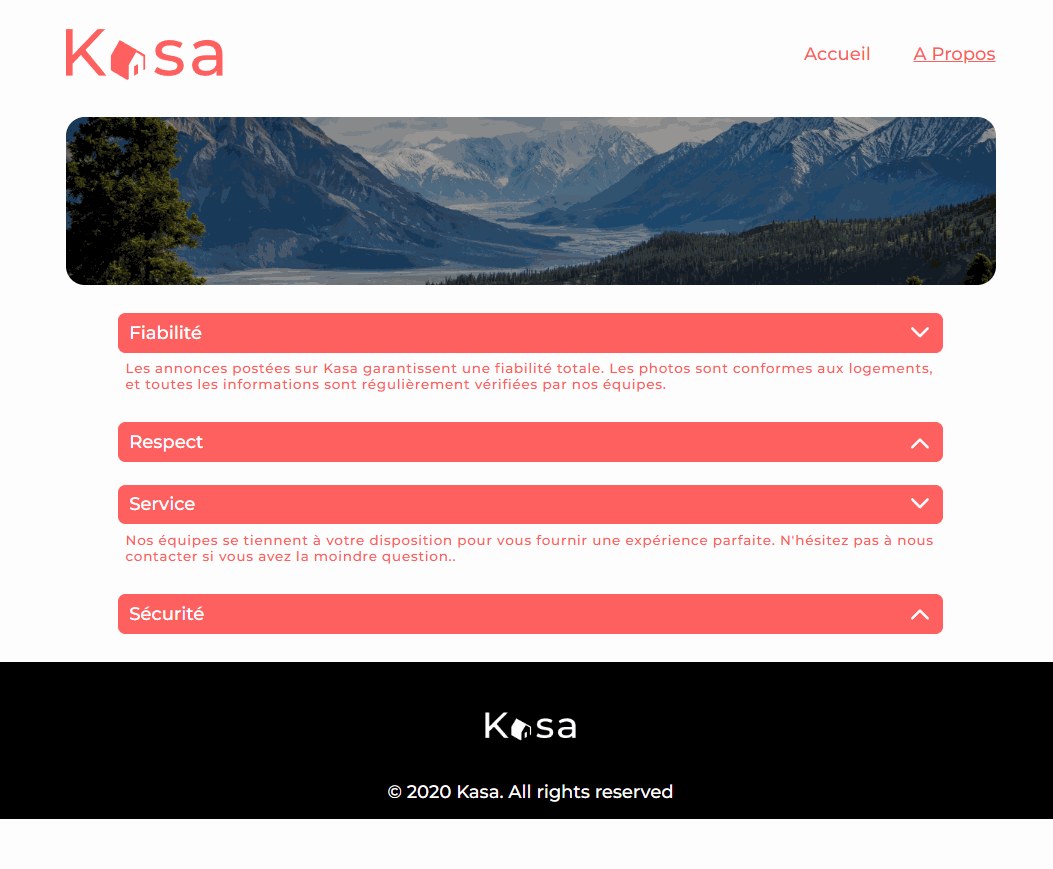 Kasa
Accueil
A Propos
Fiabilité
Les annonces postées sur Kasa garantissent une fiabilité totale. Les photos sont conformes aux logements,
et toutes les informations sont régulièrement vérifiées par nos équipes.
Respect
Service
Nos équipes se tiennent à votre disposition pour vous fournir une expérience parfaite. N'hésitez pas à nous
contacter si vous avez la moindre question..
Sécurité
Kasa
© 2020 Kasa. All rights reserved